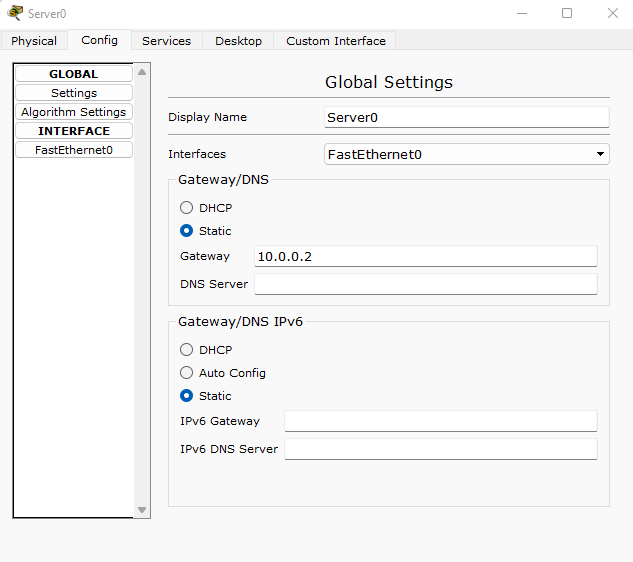 Server0
Physical Config Services Desktop Custom Interface
GLOBAL
Settings
Algorithm Settings
INTERFACE
FastEthernet0
Global Settings
Display Name Server0
Interfaces FastEthernet0
Gateway/DNS
DHCP
Static
Gateway 10.0.0.2
DNS Server
Gateway/DNS IPv6
DHCP
Auto Config
Static
IPv6 Gateway
IPv6 DNS Server